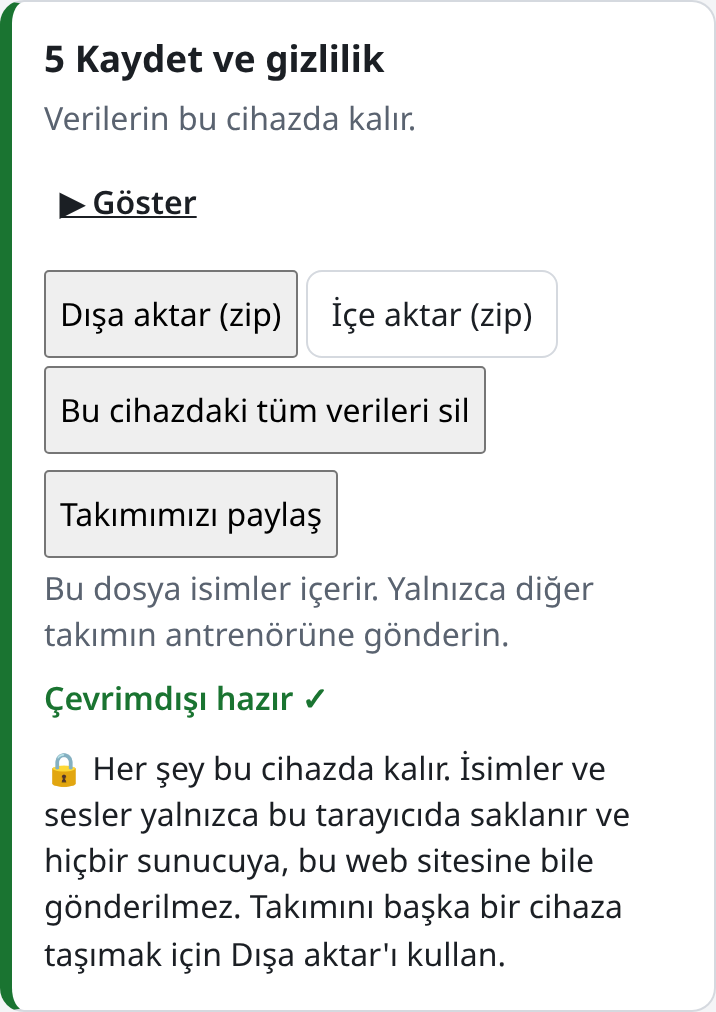 5 Kaydet ve gizlilik
Verilerin bu cihazda kalır.
▶ Göster
Dışa aktar (zip) İçe aktar (zip)
Bu cihazdaki tüm verileri sil
Takımımızı paylaş
Bu dosya isimler içerir. Yalnızca diğer
takımın antrenörüne gönderin.
Çevrimdışı hazır ✓
🔒 Her şey bu cihazda kalır. İsimler ve
sesler yalnızca bu tarayıcıda saklanır ve
hiçbir sunucuya, bu web sitesine bile
gönderilmez. Takımını başka bir cihaza
taşımak için Dışa aktar'ı kullan.